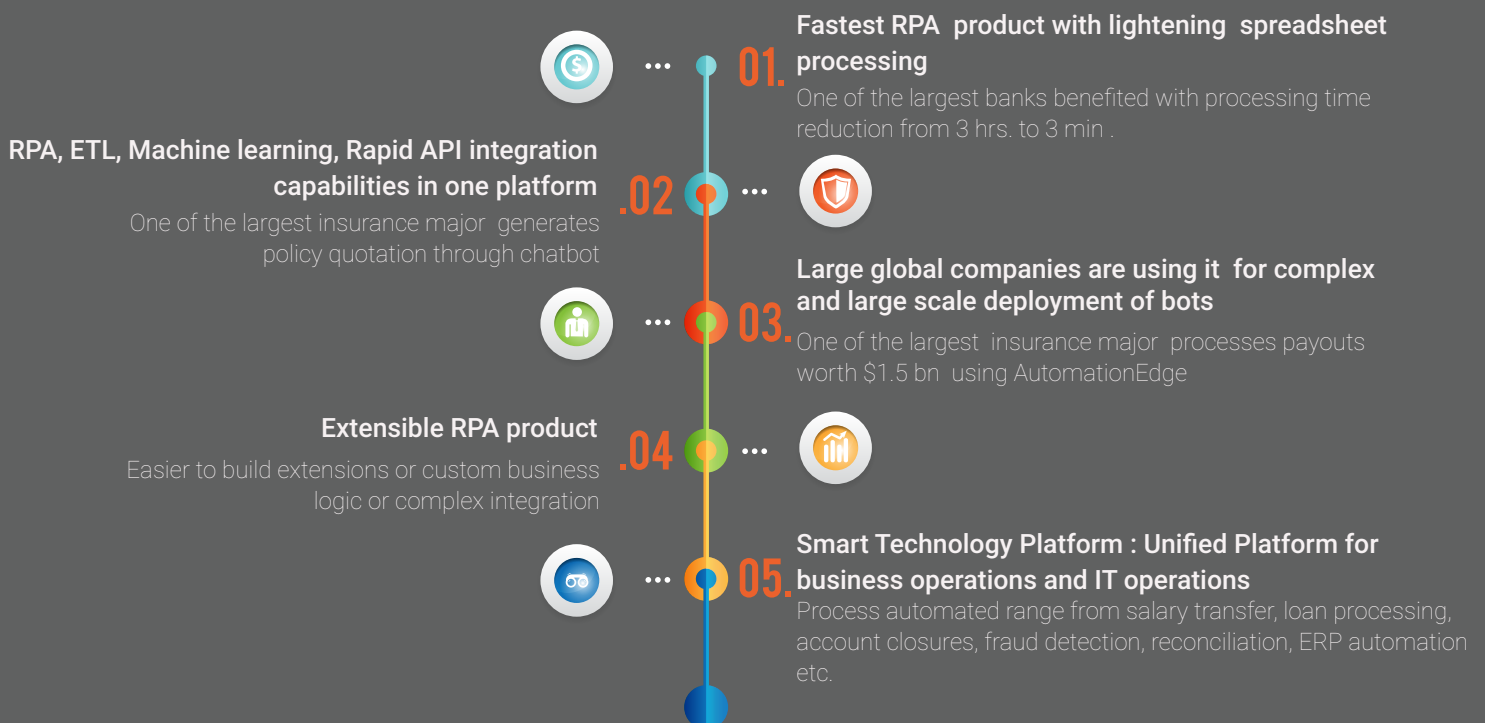 01.
Fastest RPA product with lightening spreadsheet
processing
One of the largest banks benefited with processing time
reduction from 3 hrs. to 3 min .
RPA, ETL, Machine learning, Rapid API integration
capabilities in one platform
.02
One of the largest insurance major generates
policy quotation through chatbot
03.
Large global companies are using it for complex
and large scale deployment of bots
One of the largest insurance major processes payouts
worth $1.5 bn using AutomationEdge
Extensible RPA product
.04
Easier to build extensions or custom business
logic or complex integration
05.
Smart Technology Platform : Unified Platform for
business operations and IT operations
Process automated range from salary transfer, loan processing,
account closures, fraud detection, reconciliation, ERP automation
etc.